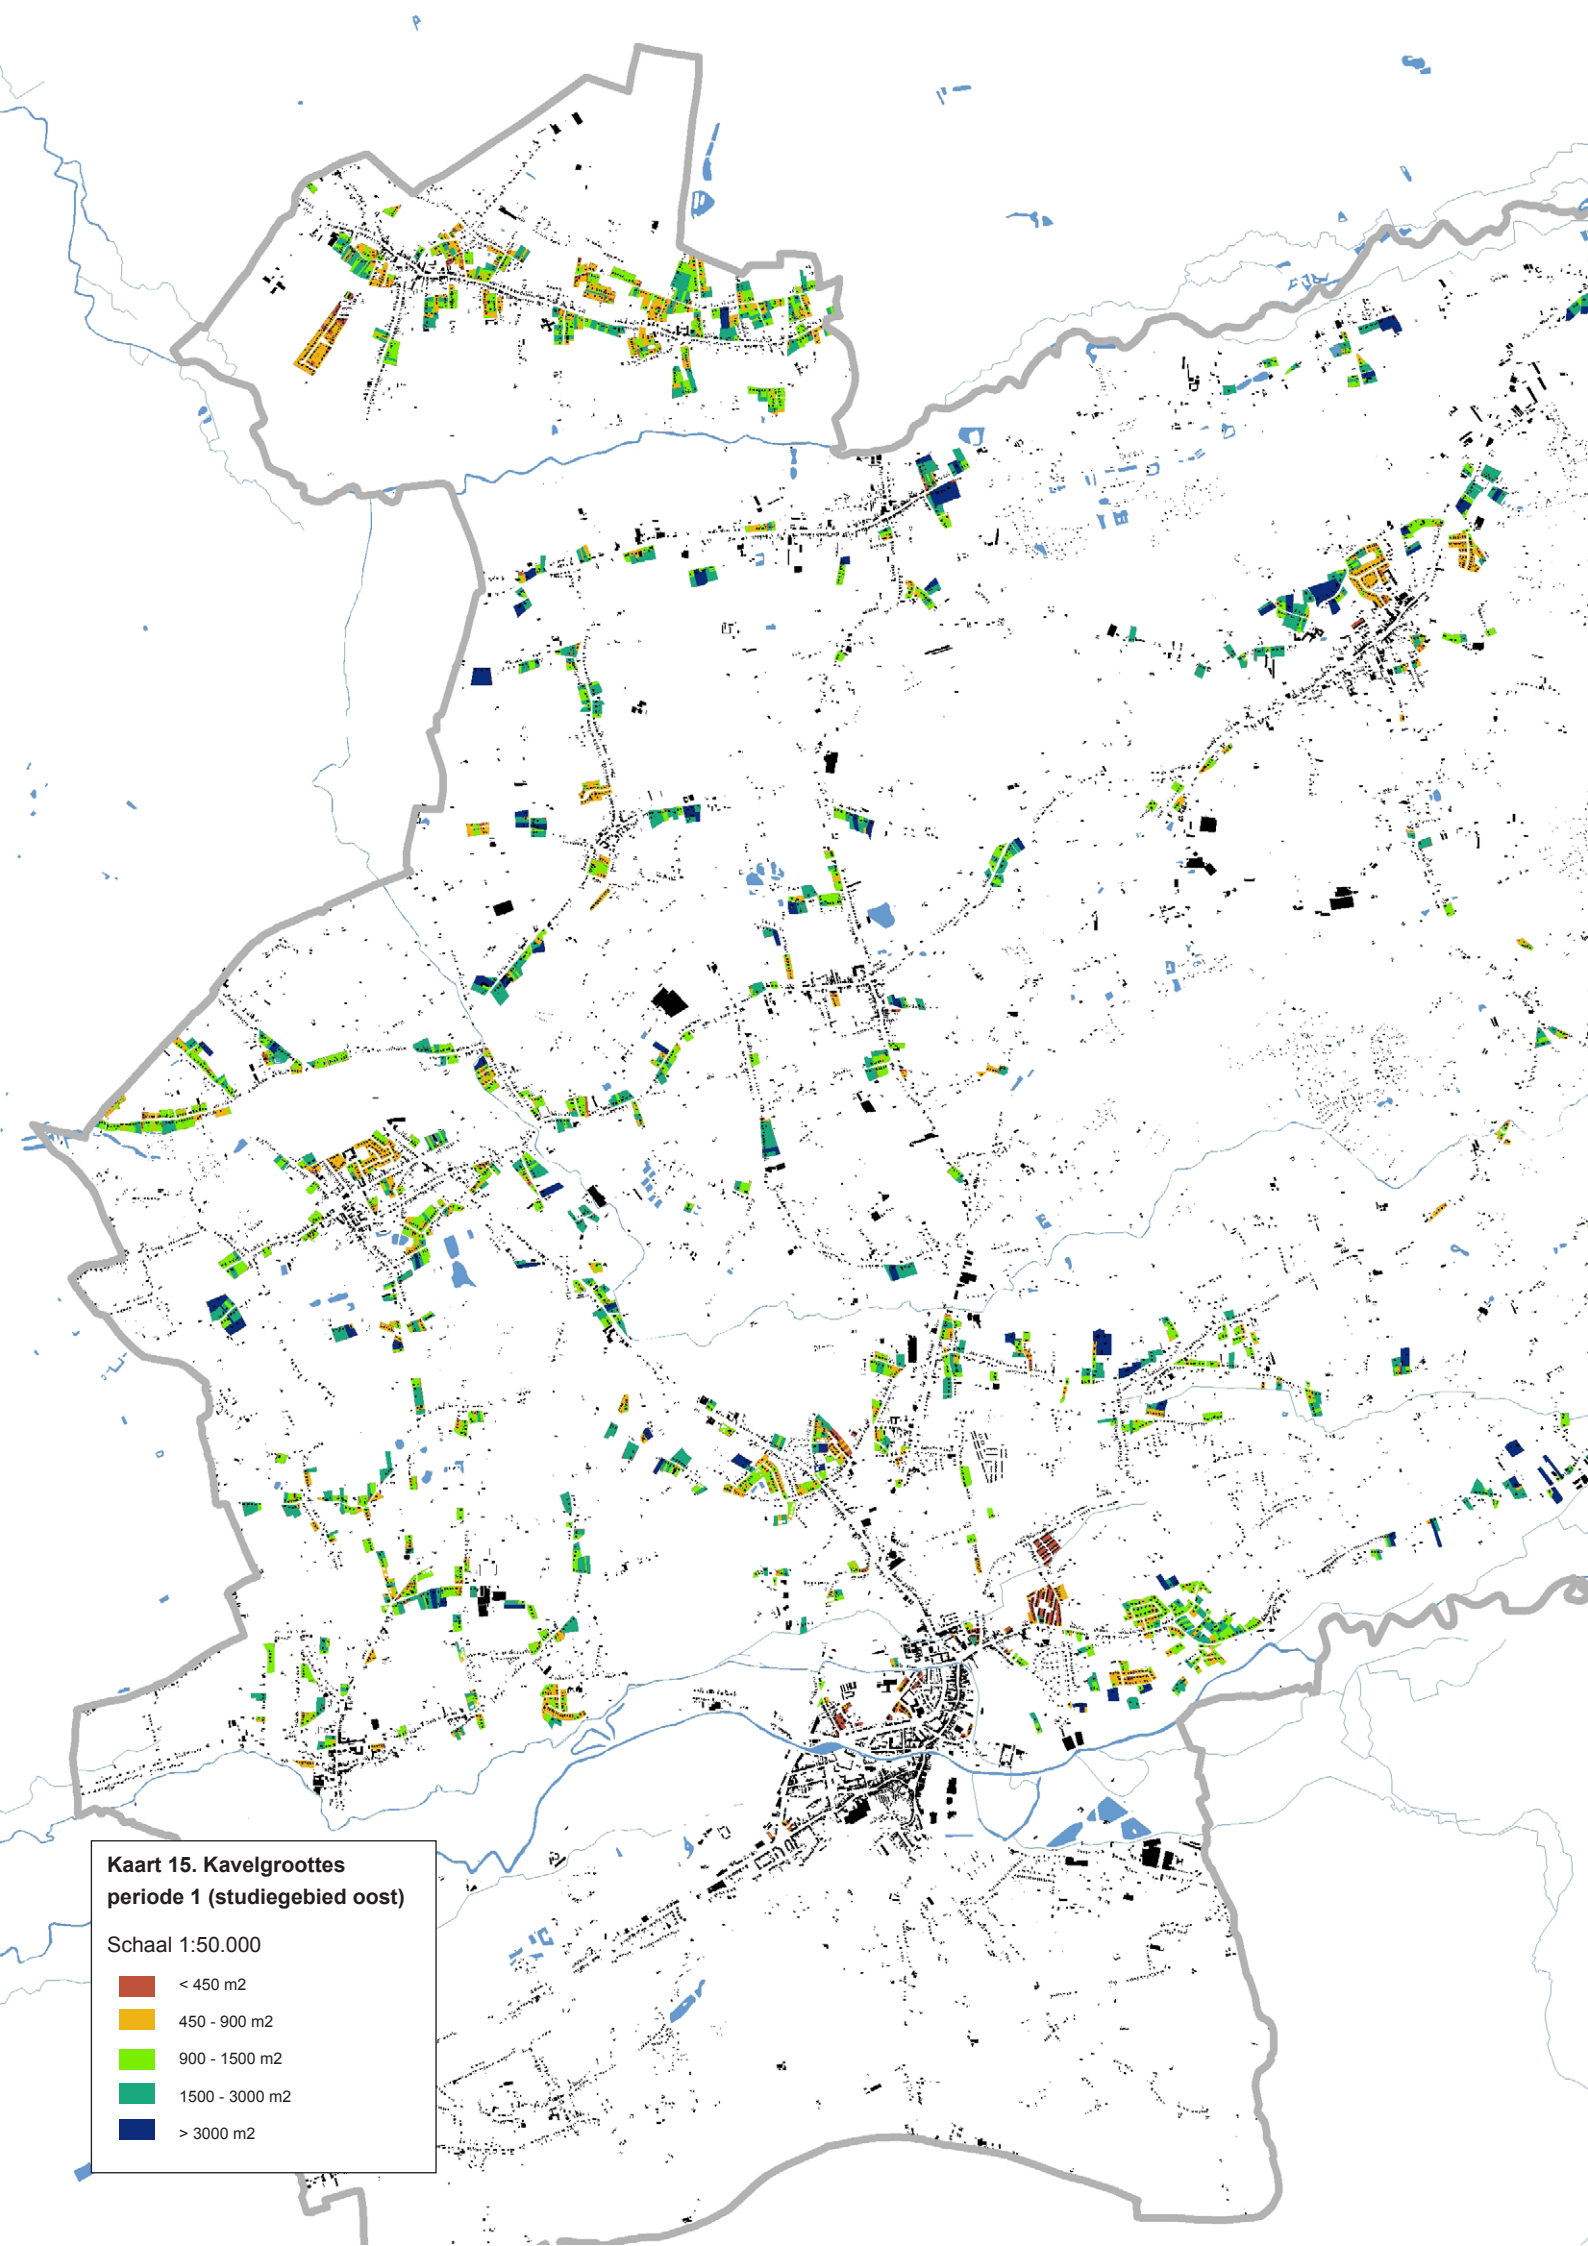 Kaart 15. Kavelgroottes
periode 1 (studiegebied oost)
Schaal 1:50.000
< 450 m2
450 - 900 m2
900 - 1500 m2
1500 - 3000 m2
> 3000 m2